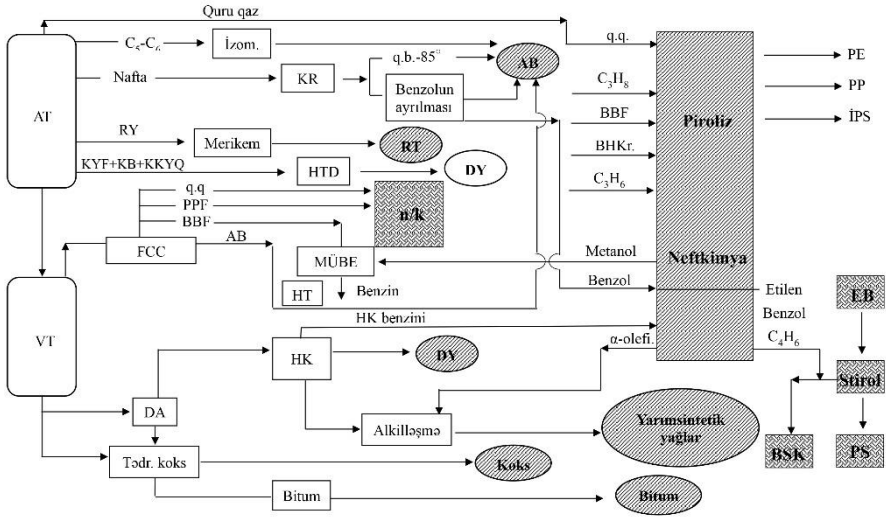 Quru qaz
C₅-C₆
İzom.
q.b.-85°
AB
q.q.
PE
Nafta
KR
Benzolun
ayrılması
C₃H₈
PP
AT
BBF
Piroliz
İPS
RY
Merikem
RT
BHKr.
KYF+KB+KKYQ
HTD
DY
C₃H₆
q.q
PPF
n/k
BBF
FCC
AB
MÜBE
Metanol
Neftkimya
HT
Benzin
Benzol
Etilen
EB
HK benzini
Benzol
VT
HK
DY
α-olefi.
C₄H₆
Stirol
DA
Alkilləşmə
Yarımsintetik
yağlar
BSK
PS
Tədr. koks
Koks
Bitum
Bitum